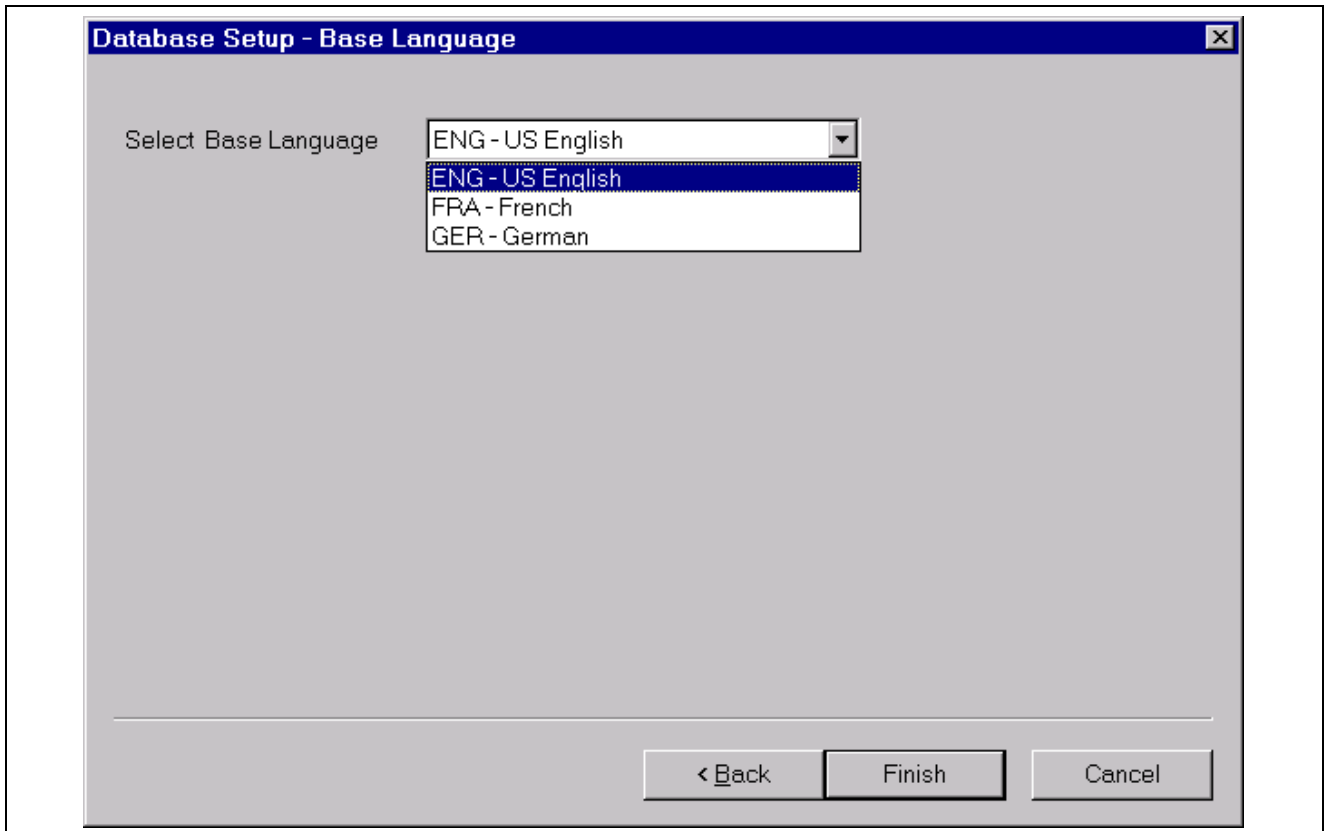 Database Setup - Base Language
Select Base Language
ENG - US English
ENG - US English
FRA - French
GER - German
< Back
Finish
Cancel